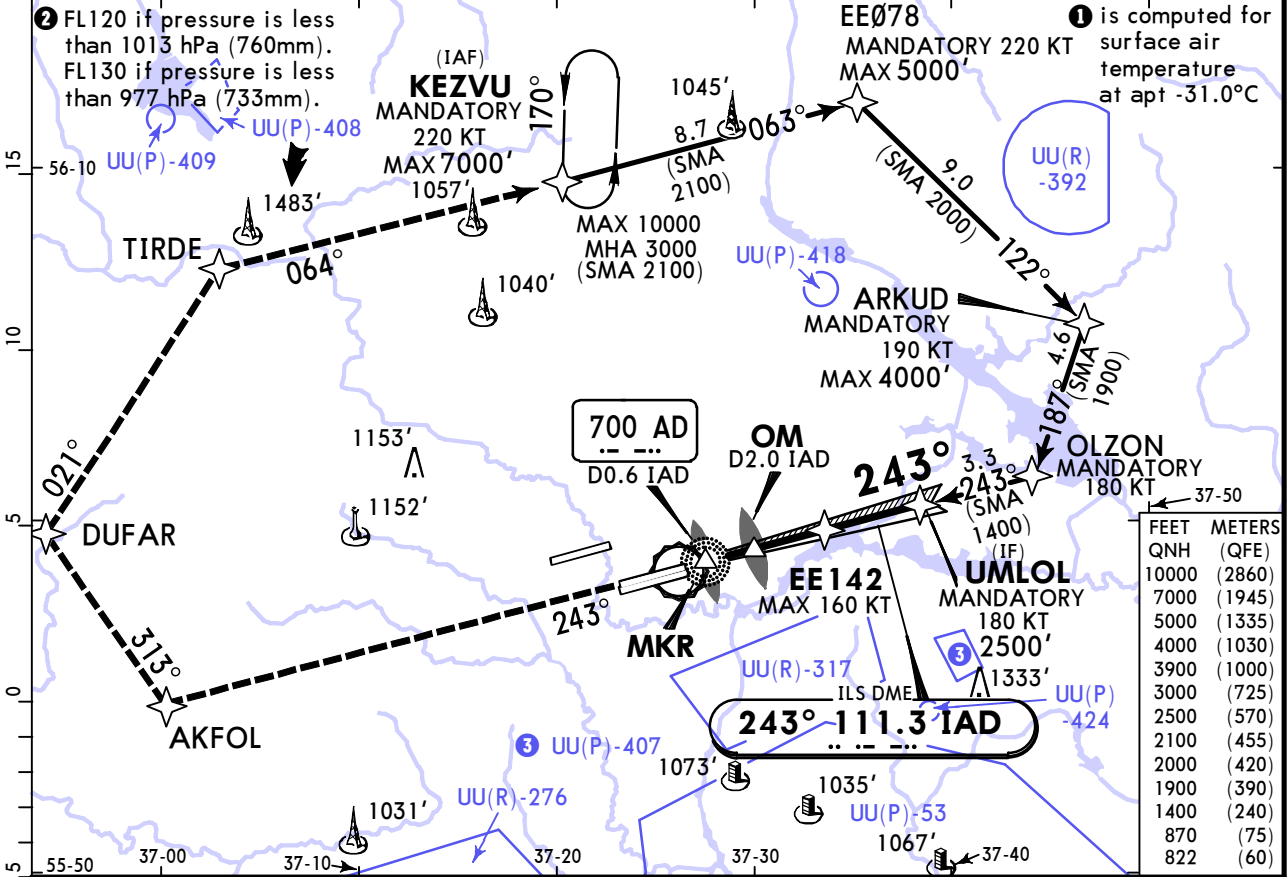 ❷ FL120 if pressure is less
than 1013 hPa (760mm).
FL130 if pressure is less
than 977 hPa (733mm).
❶ is computed for
surface air
temperature
at apt -31.0°C
EEØ78
MANDATORY 220 KT
MAX 5000'
(IAF)
KEZVU
MANDATORY
220 KT
MAX 7000'
170°
1045'
8.7
(SMA
2100)
063°
UU(P)-408
UU(P)-409
56-10
15
1483'
1057'
MAX 10000
MHA 3000
(SMA 2100)
9.0
(SMA 2000)
122°
UU(R)
-392
TIRDE
064°
1040'
UU(P)-418
ARKUD
MANDATORY
190 KT
MAX 4000'
4.6
(SMA
1900)
187°
10
700 AD
D0.6 IAD
OM
D2.0 IAD
243°
3.3
243°
(SMA
1400)
(IF)
OLZON
MANDATORY
180 KT
37-50
1153'
1152'
021°
DUFAR
5
313°
243°
MKR
EE142
MAX 160 KT
UMLOL
MANDATORY
180 KT
2500'
❸
1333'
UU(R)-317
ILS DME
243° 111.3 IAD
UU(P)
-424
0
AKFOL
❸ UU(P)-407
1073'
1035'
UU(P)-53
UU(R)-276
1031'
1067'
5
55-50
37-00
37-10
37-20
37-30
37-40
FEET METERS
QNH (QFE)
10000 (2860)
7000 (1945)
5000 (1335)
4000 (1030)
3900 (1000)
3000 (725)
2500 (570)
2100 (455)
2000 (420)
1900 (390)
1400 (240)
870 (75)
822 (60)